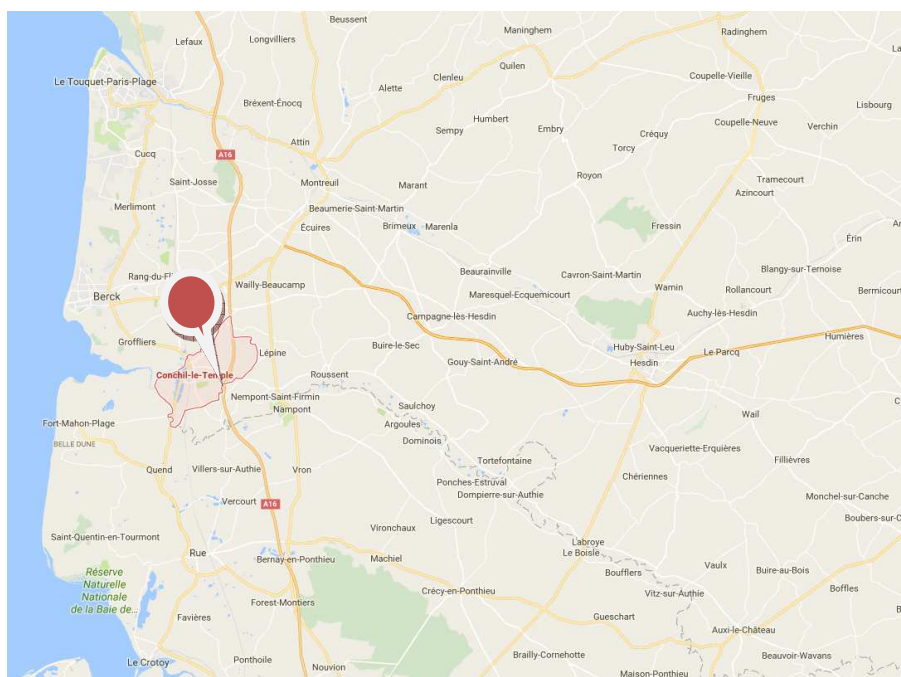 Beussent
Maninghem
Radinghem
Lefaux
Longvilliers
Quilen
Le Touquet-Paris-Plage
Clenleu
Coupelle-Vieille
Alette
Fruges
Bréxent-Énocq
Lisbourg
Humbert
Sempy
Embry
Coupelle-Neuve
Verchin
Créquy
Attin
Torcy
Cucq
A16
Royon
Saint-Josse
Montreuil
Marant
Tramecourt
Azincourt
Merlimont
Beaumerie-Saint-Martin
Écuires
Brimeux
Marenla
Fressin
Érin
Rang-du-Fli
Beaurainville
Cavron-Saint-Martin
Blangy-sur-Ternoise
Wailly-Beaucamp
Wamin
Rollancourt
Bermicourt
Berck
Maresquel-Ecquemicourt
Campagne-lès-Hesdin
Auchy-lès-Hesdin
Groffliers
Humières
Buire-le-Sec
Huby-Saint-Leu
Lépine
Le Parcq
Gouy-Saint-André
Hesdin
Conchil-le-Temple
Roussent
Nempont-Saint-Firmin
Nampont
Saulchoy
Wail
Fort-Mahon-Plage
Argoules
BELLE DUNE
Dominois
Vacqueriette-Erquières
Fillièvres
Tortefontaine
Quend
Villers-sur-Authie
Vron
Chériennes
Ponches-Estruval
Dompierre-sur-Authie
Monchel-sur-Canche
Vercourt
A16
Boubers-sur-C
Ligescourt
Vironchaux
Saint-Quentin-en-Tourmont
Labroye
Rue
Le Boisle
Bernay-en-Ponthieu
Machiel
Vaulx
Buire-au-Bois
Réserve
Naturelle
Nationale
de la Baie de...
Boufflers
Boffles
Crécy-en-Ponthieu
Vitz-sur-Authie
Forest-Montiers
Favières
Gueschart
Auxi-le-Château
Brailly-Cornehotte
Beauvoir-Wavans
Le Crotoy
Ponthoile
Nouvion
Maison-Ponthieu